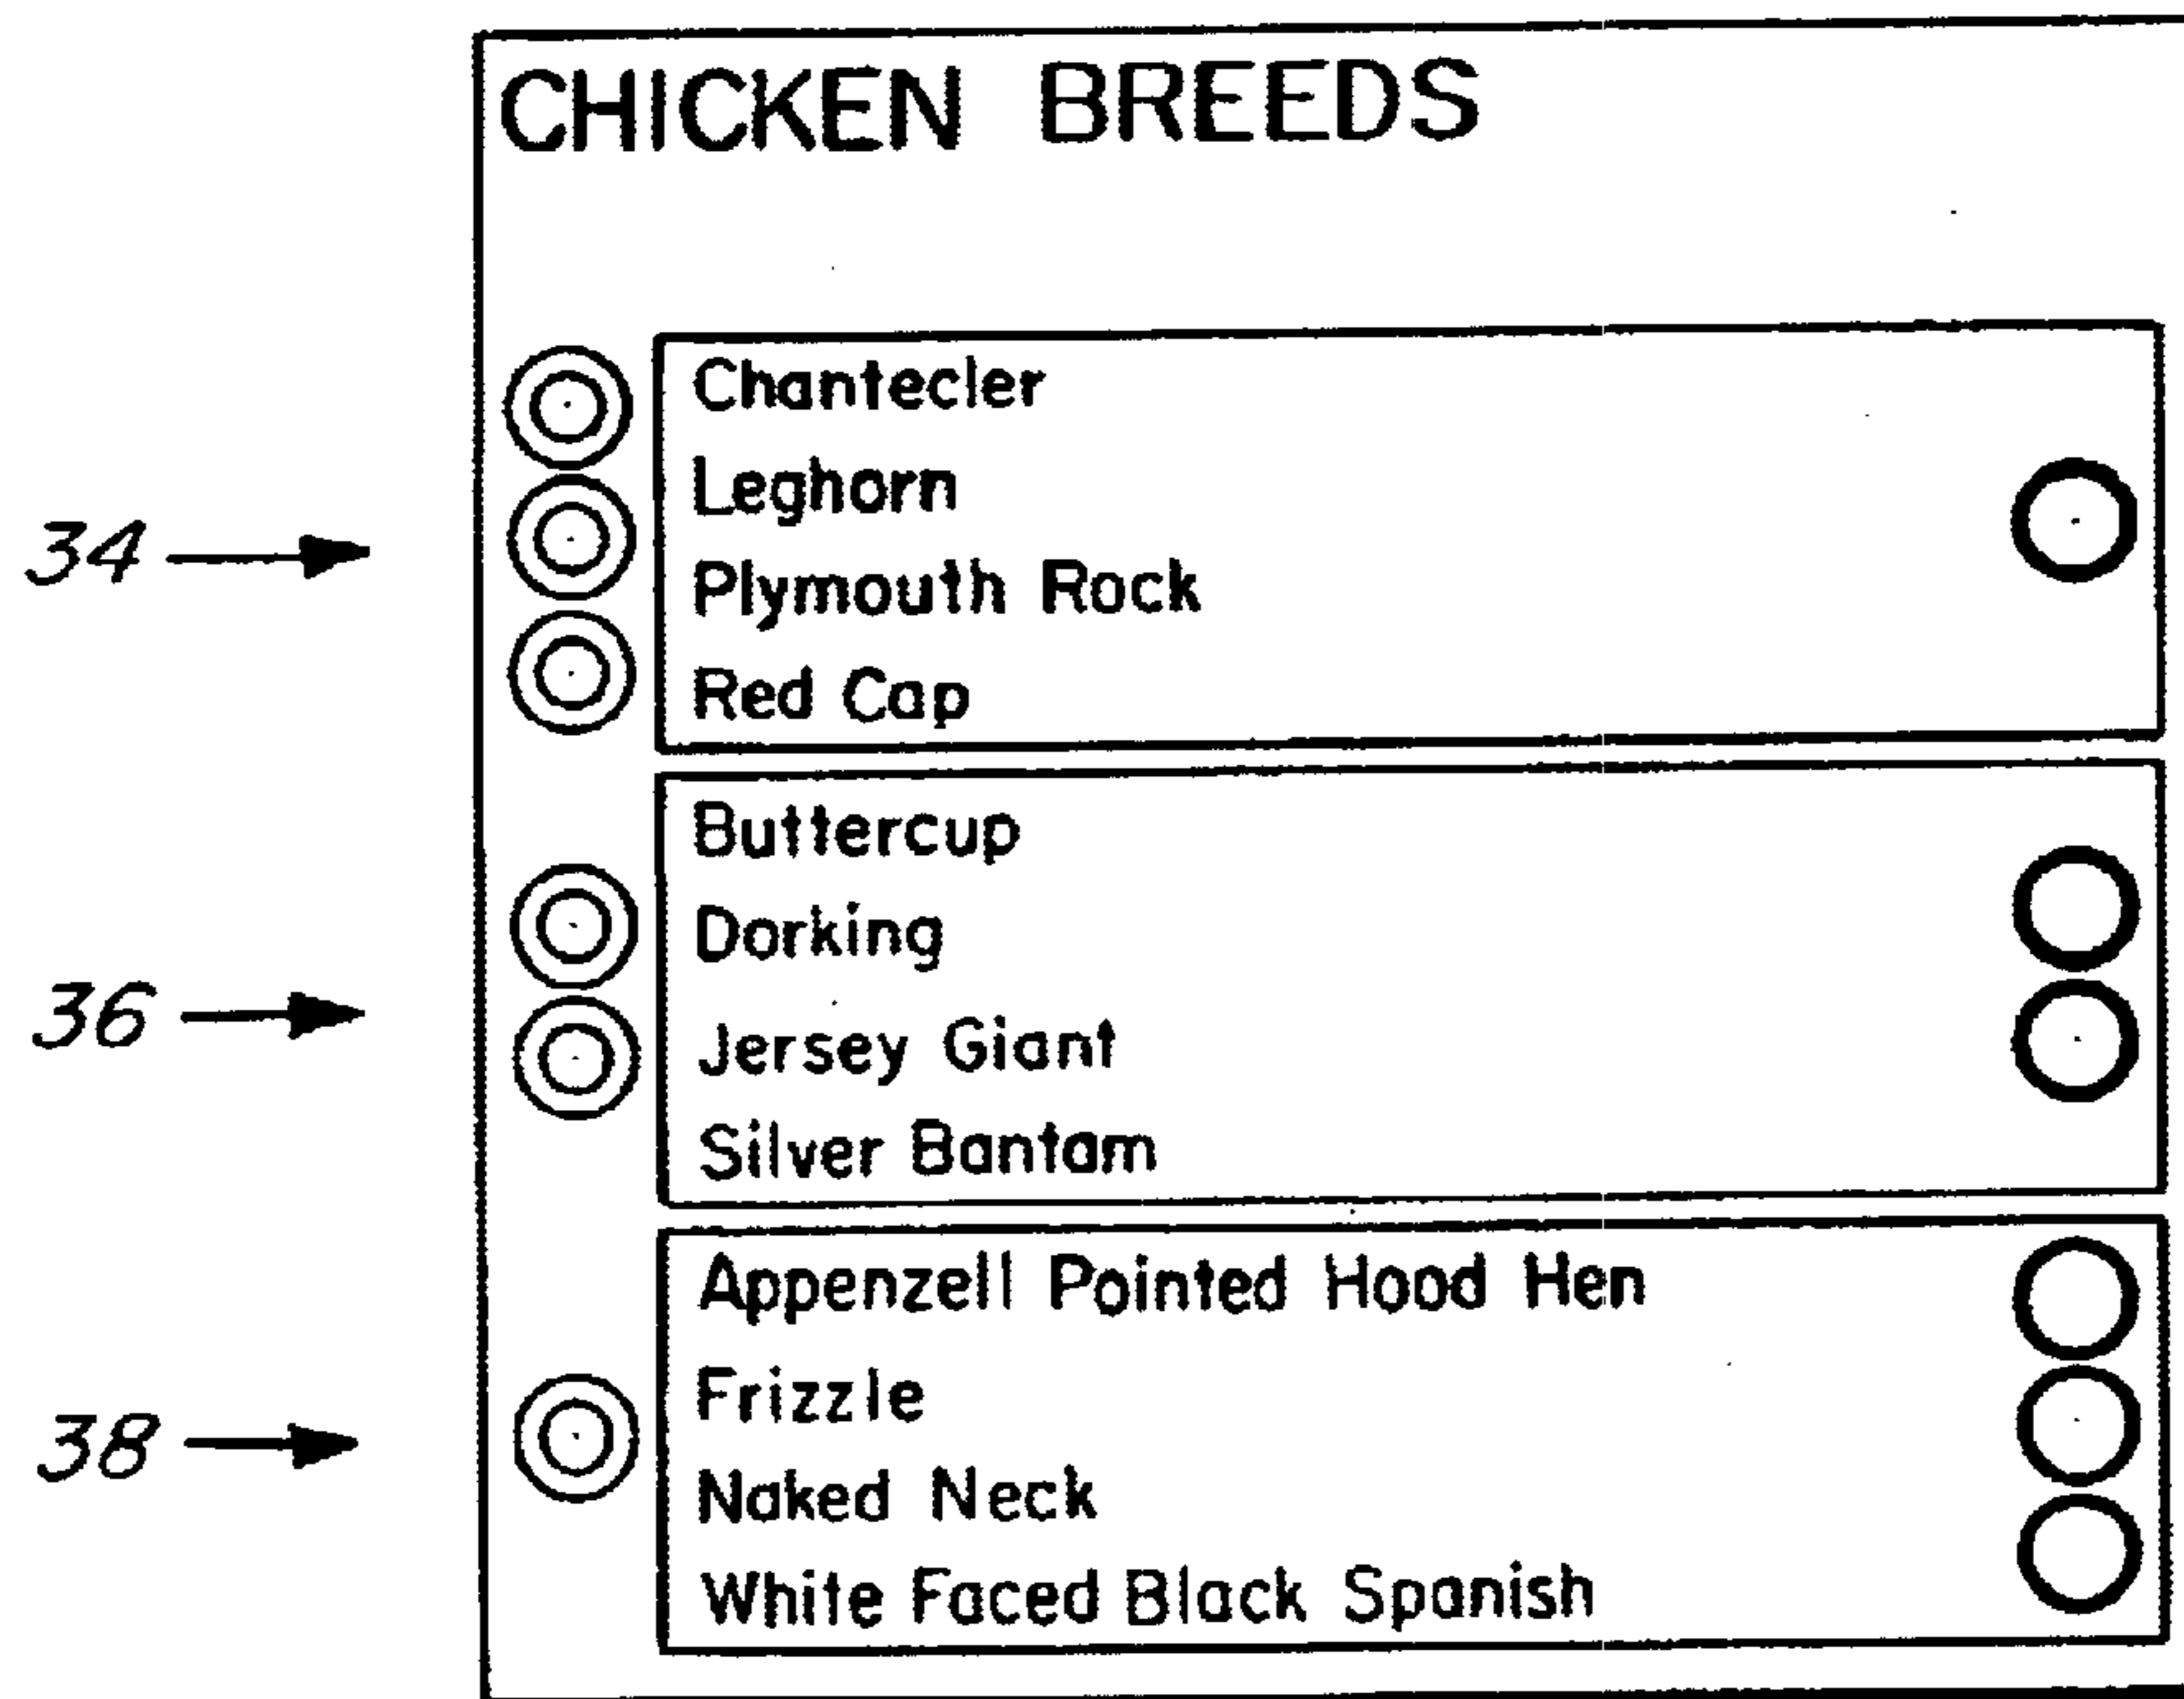 CHICKEN BREEDS
Chantecler
Leghorn
34
Plymouth Rock
Red Cap
Buttercup
Dorking
36
Jersey Giant
Silver Bantam
Appenzell Pointed Hood Hen
Frizzle
38
Naked Neck
White Faced Black Spanish